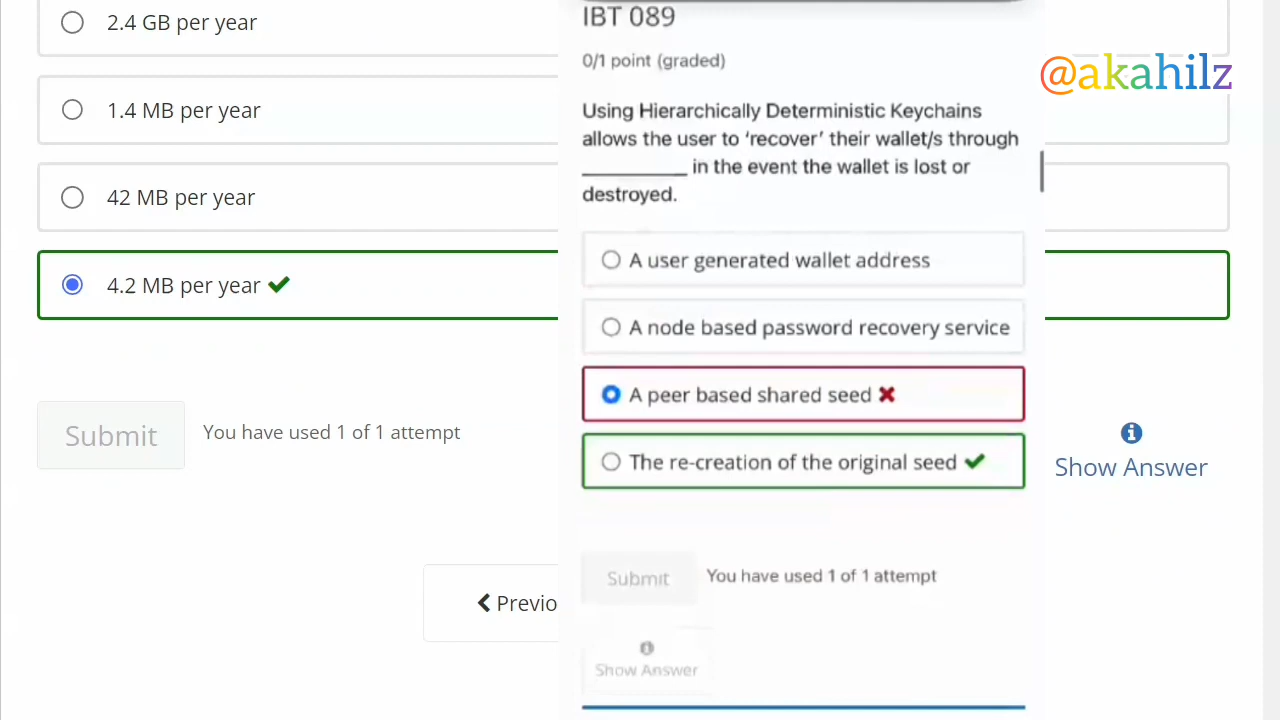 2.4 GB per year
1.4 MB per year
42 MB per year
4.2 MB per year
Submit
You have used 1 of 1 attempt
Previo
IBT 089
0/1 point (graded)
Using Hierarchically Deterministic Keychains
allows the user to ‘recover’ their wallet/s through
__________ in the event the wallet is lost or
destroyed.
A user generated wallet address
A node based password recovery service
A peer based shared seed
The re-creation of the original seed
Submit
You have used 1 of 1 attempt
Show Answer
@akahilz
Show Answer